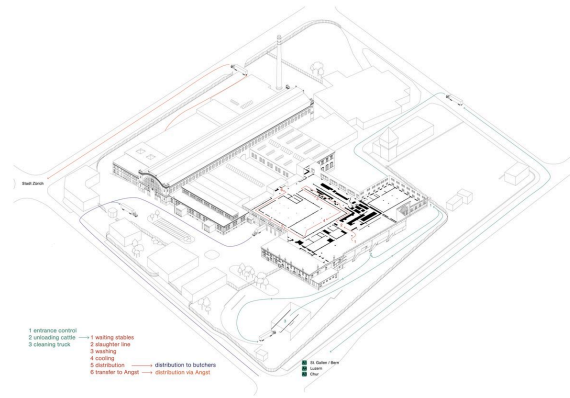 Stadt Zürich
1 entrance control
2 unloading cattle → 1 waiting stables
3 cleaning truck 2 slaughter line
3 washing
4 cooling
5 distribution → distribution to butchers
6 transfer to Angst → distribution via Angst
St. Gallen / Bern
Luzern
Chur